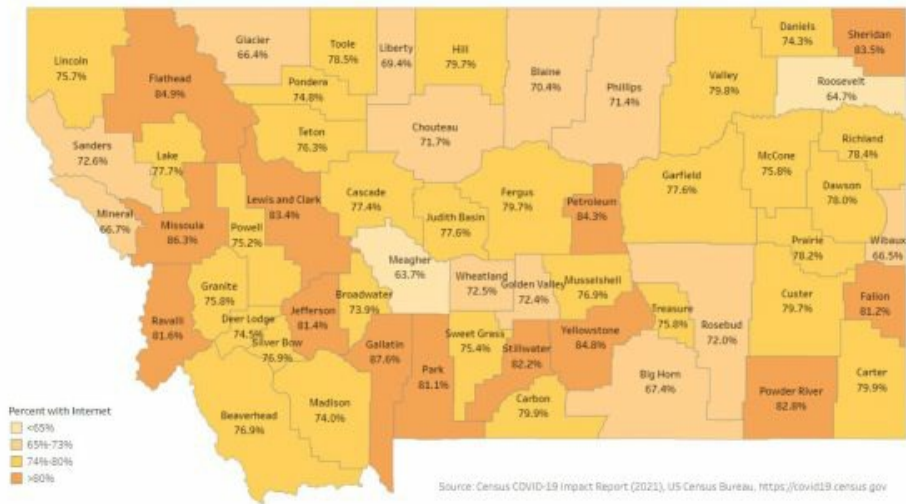 Lincoln
75.7%
Flathead
84.9%
Glacier
66.4%
Toole
78.5%
Liberty
69.4%
Hill
79.7%
Blaine
70.4%
Phillips
71.4%
Valley
79.8%
Daniels
74.3%
Sheridan
83.5%
Roosevelt
64.7%
Pondera
74.8%
Teton
76.3%
Chouteau
71.7%
Sanders
72.6%
Lake
77.7%
Mineral
66.7%
Missoula
86.3%
Lewis and Clark
83.4%
Powell
75.2%
Cascade
77.4%
Judith Basin
77.6%
Fergus
79.7%
Petroleum
84.3%
Garfield
77.6%
McCone
75.8%
Richland
78.4%
Dawson
78.0%
Prairie
78.2%
Wibaux
66.5%
Meagher
63.7%
Wheatland
72.5%
Golden Valley
72.4%
Musselshell
76.9%
Granite
75.8%
Broadwater
73.9%
Ravalli
81.6%
Deer Lodge
74.5%
Silver Bow
76.9%
Jefferson
81.4%
Gallatin
87.6%
Park
81.1%
Sweet Grass
75.4%
Stillwater
82.2%
Yellowstone
84.8%
Treasure
75.8%
Rosebud
72.0%
Custer
79.7%
Fallon
81.2%
Big Horn
67.4%
Powder River
82.8%
Carter
79.9%
Carbon
79.9%
Madison
74.0%
Beaverhead
76.9%
Percent with Internet
<65%
65%-73%
74%-80%
>80%
Source: Census COVID-19 Impact Report (2021), US Census Bureau, https://covid19.census.gov